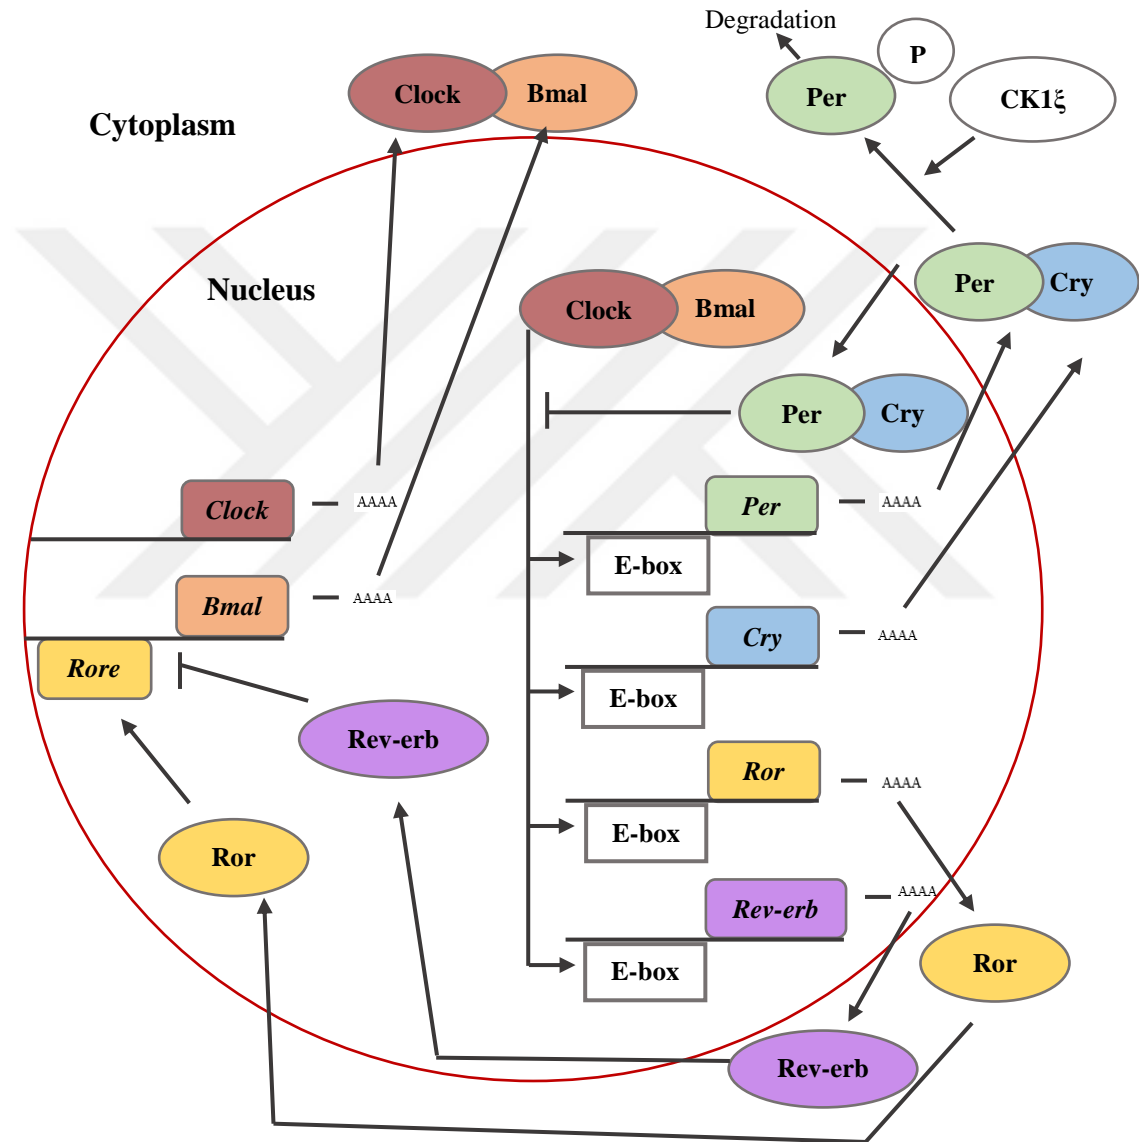 Degradation
P
Clock
Bmal
Per
CK1ξ
Cytoplasm
Nucleus
Per
Cry
Clock
Bmal
Per
Cry
Clock
AAAA
Per
AAAA
E-box
Bmal
AAAA
Cry
AAAA
Rore
E-box
Rev-erb
Ror
AAAA
E-box
Ror
Rev-erb
AAAA
E-box
Ror
Rev-erb